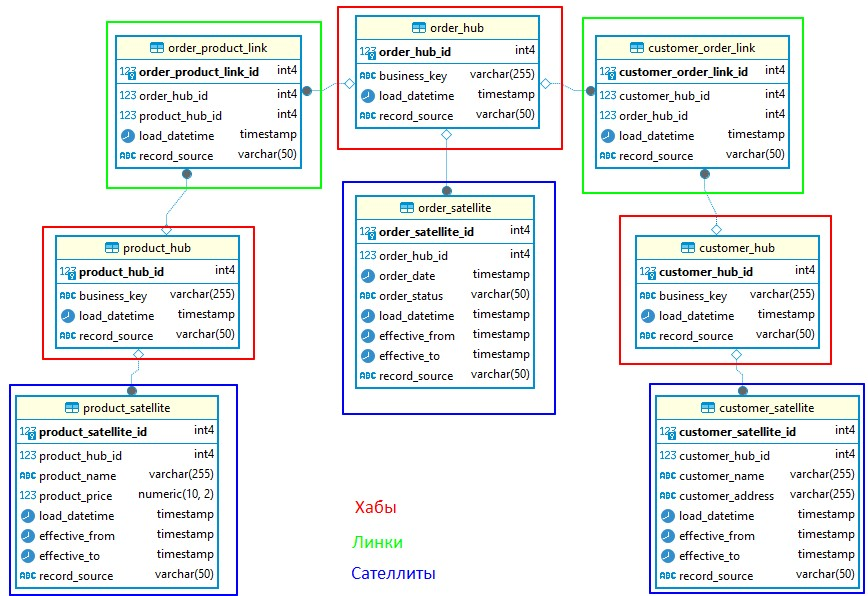 order_product_link
123 order_product_link_id int4
123 order_hub_id int4
123 product_hub_id int4
load_datetime timestamp
ABC record_source varchar(50)
order_hub
123 order_hub_id int4
ABC business_key varchar(255)
load_datetime timestamp
ABC record_source varchar(50)
customer_order_link
123 customer_order_link_id int4
123 customer_hub_id int4
123 order_hub_id int4
load_datetime timestamp
ABC record_source varchar(50)
product_hub
123 product_hub_id int4
ABC business_key varchar(255)
load_datetime timestamp
ABC record_source varchar(50)
order_satellite
123 order_satellite_id int4
123 order_hub_id int4
order_date timestamp
ABC order_status varchar(50)
load_datetime timestamp
effective_from timestamp
effective_to timestamp
ABC record_source varchar(50)
customer_hub
123 customer_hub_id int4
ABC business_key varchar(255)
load_datetime timestamp
ABC record_source varchar(50)
product_satellite
123 product_satellite_id int4
123 product_hub_id int4
ABC product_name varchar(255)
123 product_price numeric(10, 2)
load_datetime timestamp
effective_from timestamp
effective_to timestamp
ABC record_source varchar(50)
customer_satellite
123 customer_satellite_id int4
123 customer_hub_id int4
ABC customer_name varchar(255)
ABC customer_address varchar(255)
load_datetime timestamp
effective_from timestamp
effective_to timestamp
ABC record_source varchar(50)
Хабы
Линки
Сателлиты